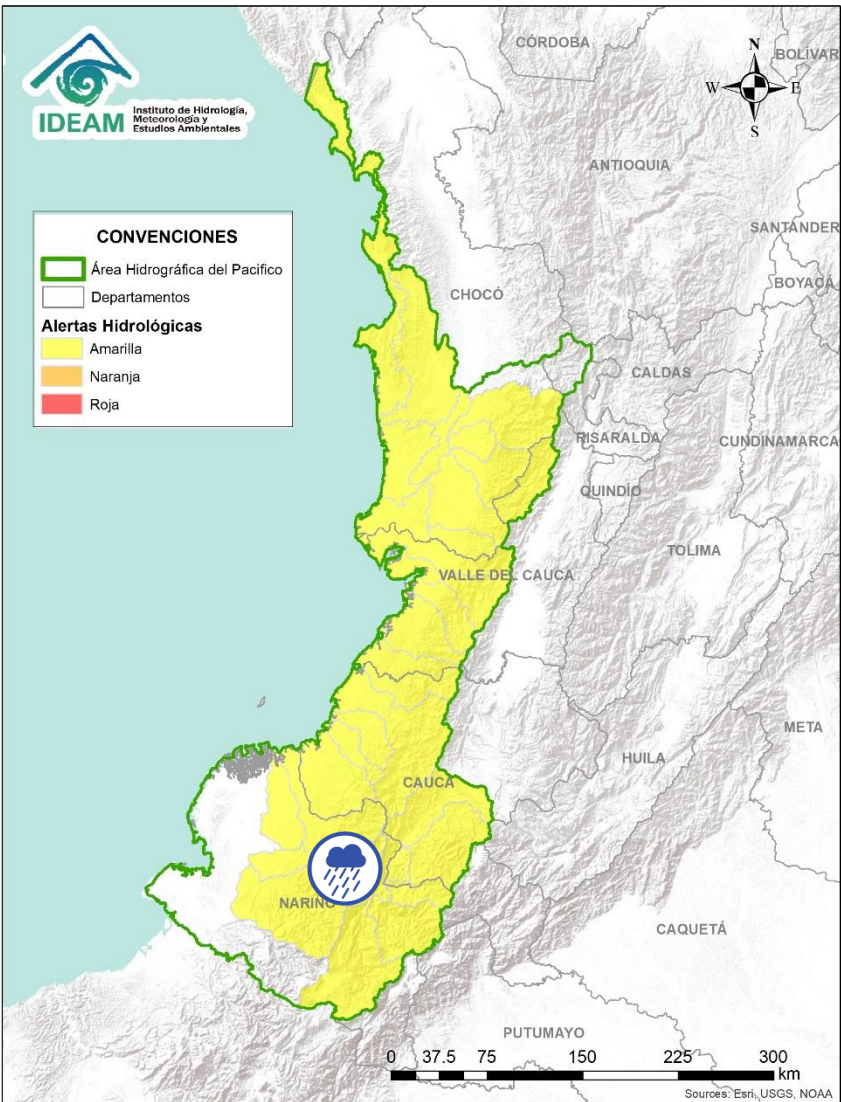 IDEAM
Instituto de Hidrología,
Meteorología y
Estudios Ambientales
CÓRDOBA
BOLÍVAR
N
W
E
S
ANTIOQUIA
SANTANDER
CONVENCIONES
Área Hidrográfica del Pacifico
Departamentos
Alertas Hidrológicas
Amarilla
Naranja
Roja
BOYACÁ
CHOCÓ
CALDAS
RISARALDA
CUNDINAMARCA
QUINDÍO
TOLIMA
VALLE DEL CAUCA
META
HUILA
CAUCA
NARIÑO
CAQUETÁ
PUTUMAYO
0 37.5 75 150 225 300
km
Sources: Esri, USGS, NOAA